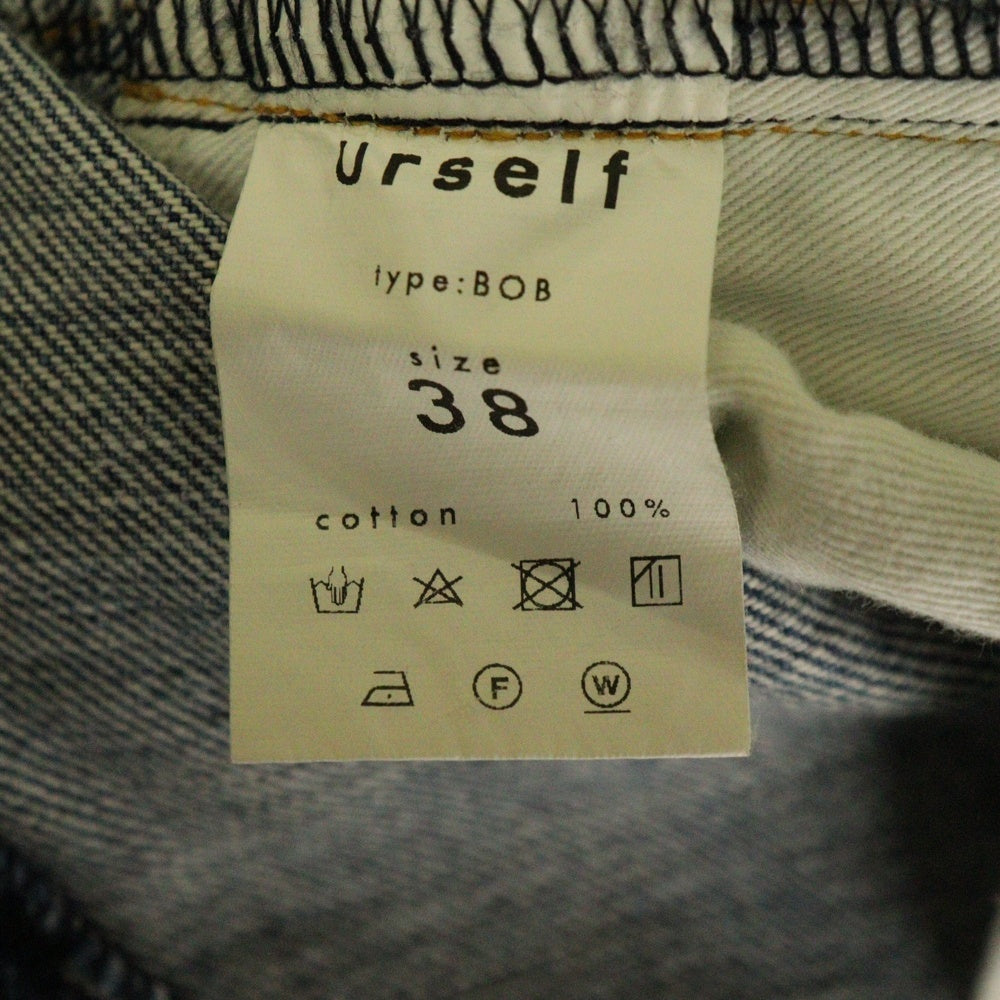 Urself
type:BOB
size
38
cotton 100%
F W